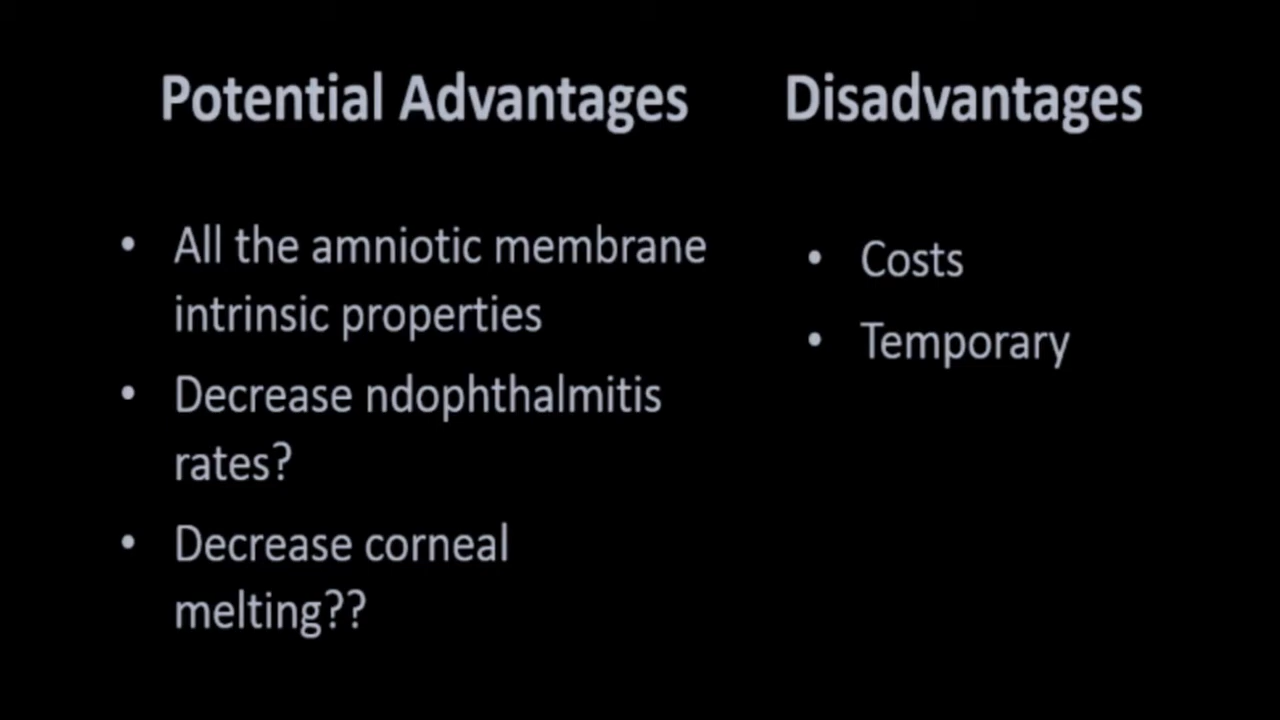 Potential Advantages
• All the amniotic membrane
intrinsic properties
• Decrease ndophthalmitis
rates?
• Decrease corneal
melting??
Disadvantages
• Costs
• Temporary